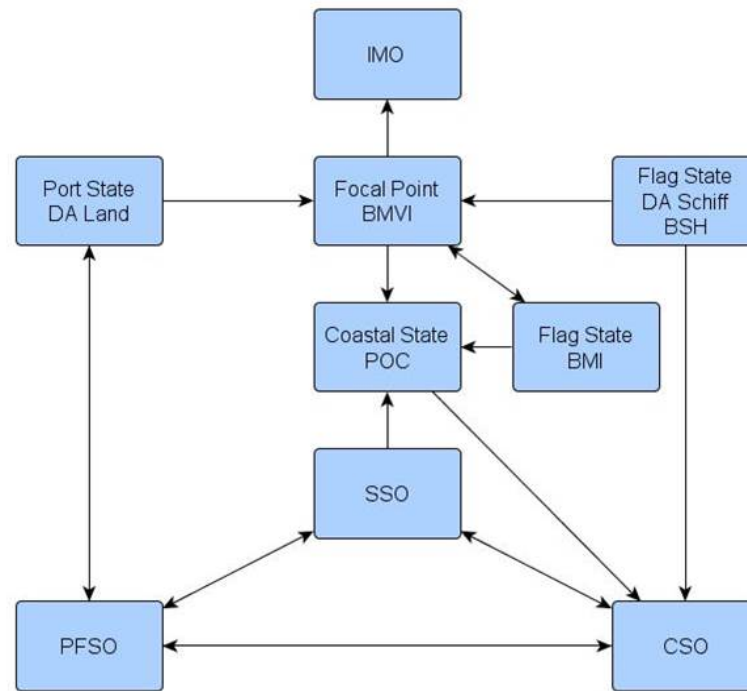 IMO
Port State
DA Land
Focal Point
BMVI
Flag State
DA Schiff
BSH
Coastal State
POC
Flag State
BMI
SSO
PFSO
CSO